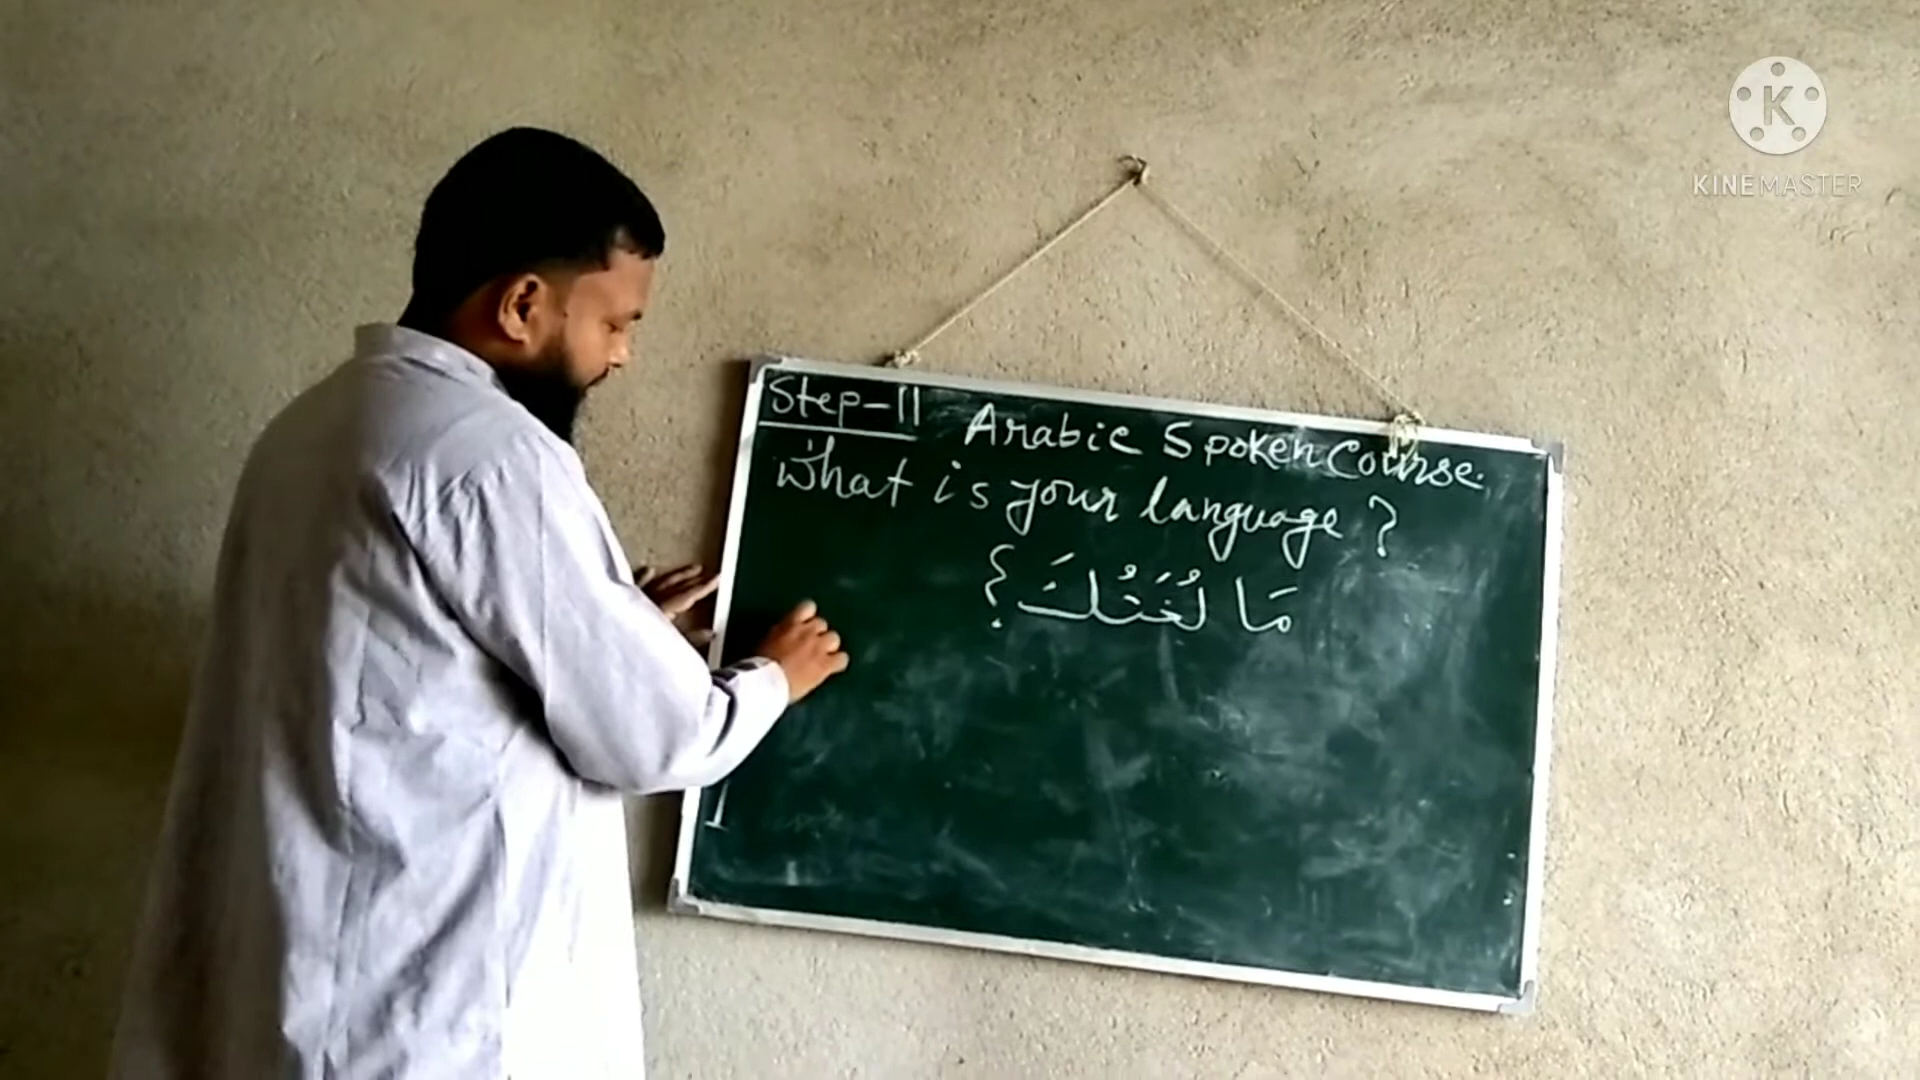 Step-11
Arabic Spoken Course.
What is your language?
مَا لُغَتُكَ؟
KINEMASTER